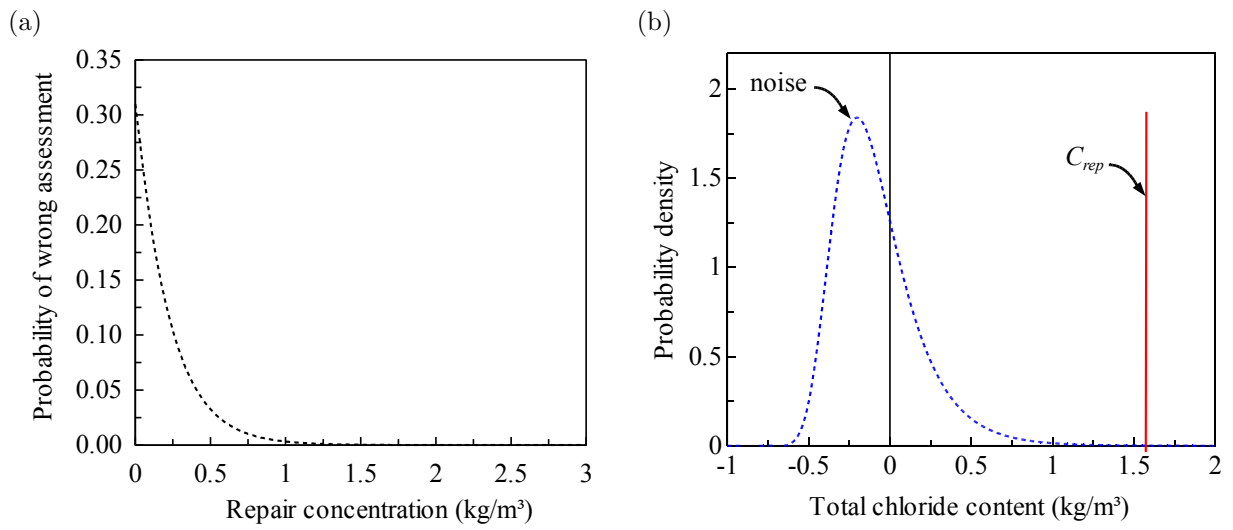 (a)
Probability of wrong assessment
0.35
0.30
0.25
0.20
0.15
0.10
0.05
0.00
0 0.5 1 1.5 2 2.5 3
Repair concentration (kg/m³)
(b)
Probability density
2
1.5
1
0.5
0
noise
C_rep
-1 -0.5 0 0.5 1 1.5 2
Total chloride content (kg/m³)